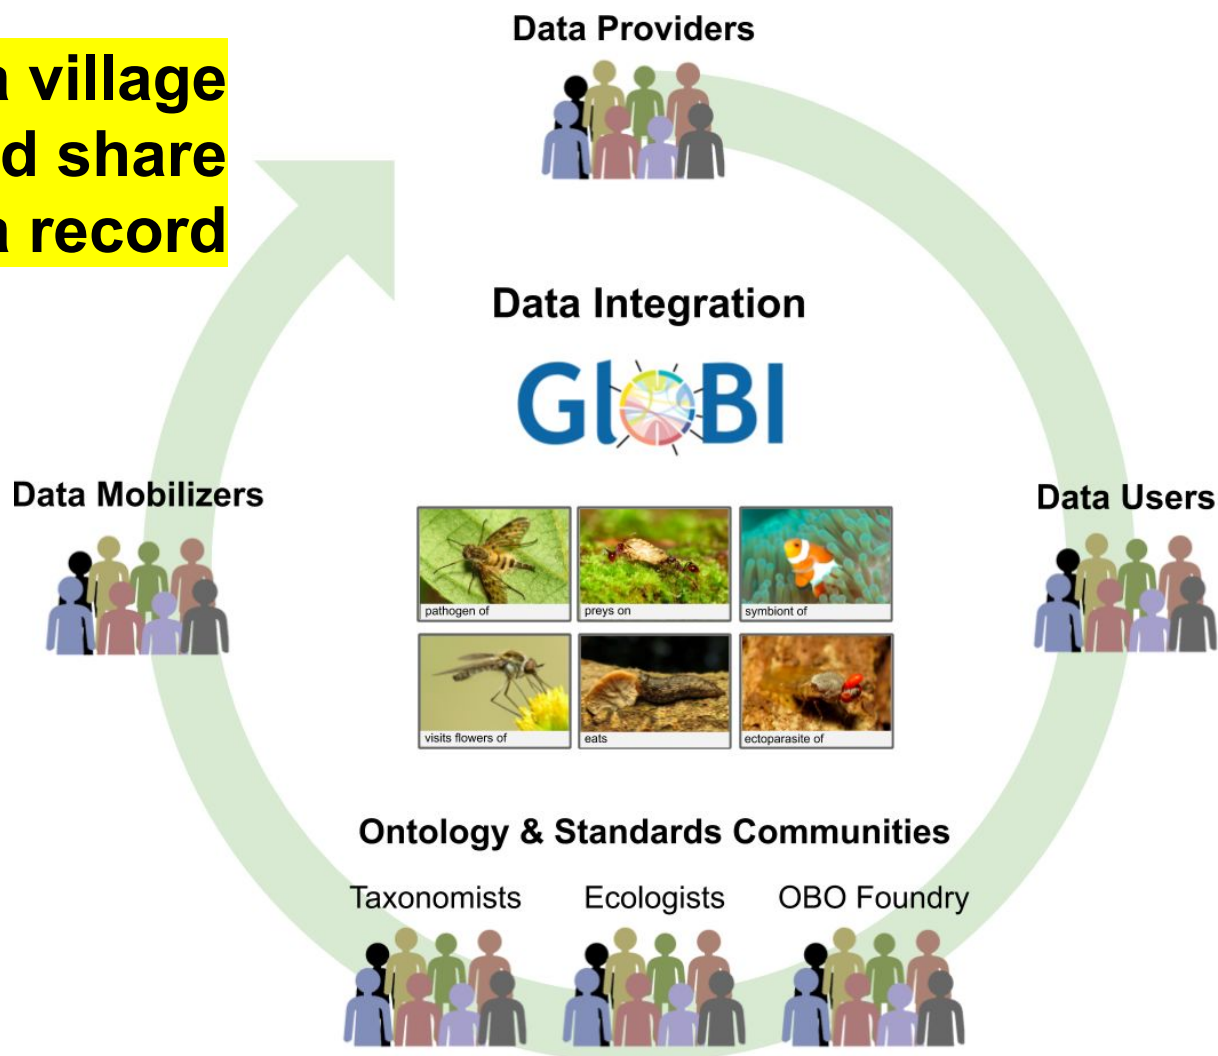 Data Providers
a village
d share
a record
Data Integration
GloBI
Data Mobilizers
Data Users
pathogen of
preys on
symbiont of
visits flowers of
eats
ectoparasite of
Ontology & Standards Communities
Taxonomists
Ecologists
OBO Foundry